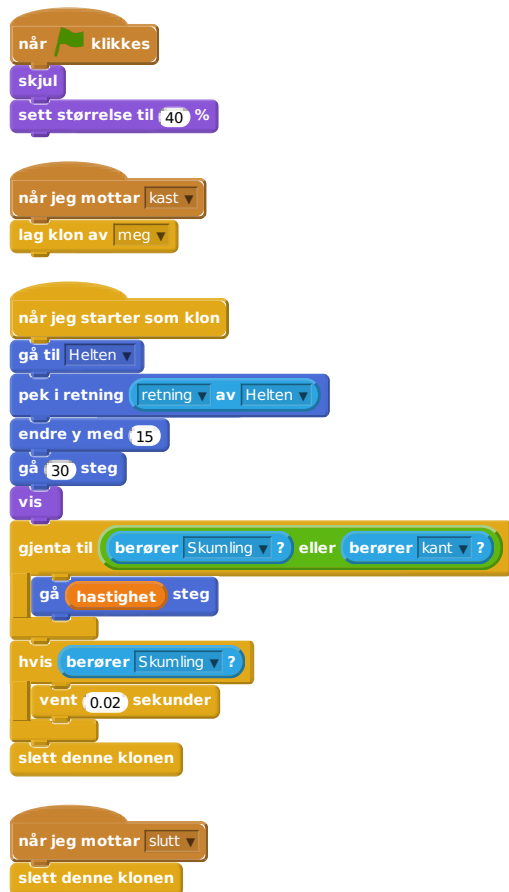 når klikkes
skjul
sett størrelse til 40 %
når jeg mottar kast
lag klon av meg
når jeg starter som klon
gå til Helten
pek i retning retning av Helten
endre y med 15
gå 30 steg
vis
gjenta til berører Skumling ? eller berører kant ?
gå hastighet steg
hvis berører Skumling ?
vent 0.02 sekunder
slett denne klonen
når jeg mottar slutt
slett denne klonen